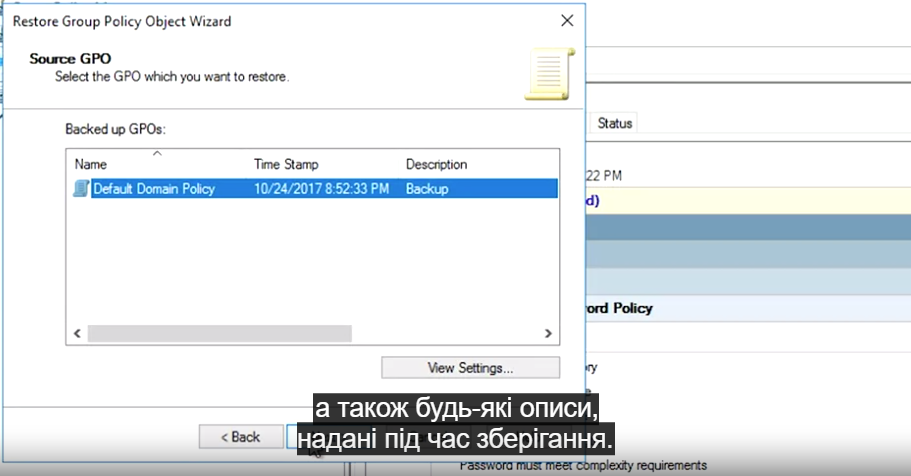 Restore Group Policy Object Wizard
Source GPO
Select the GPO which you want to restore.
Backed up GPOs:
Name Time Stamp Description
Default Domain Policy 10/24/2017 8:52:33 PM Backup
View Settings...
< Back
Status
22 PM
d)
ord Policy
ry
Password must meet complexity requirements
а також будь-які описи,
надані під час зберігання.